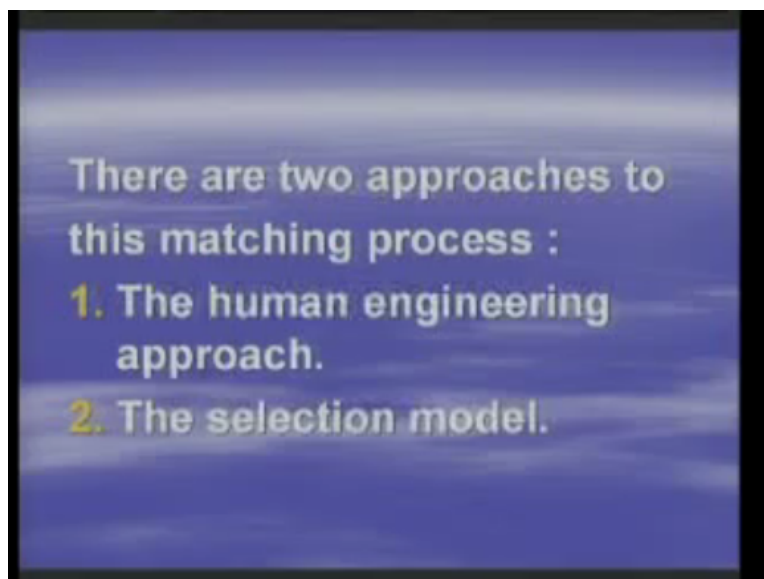 There are two approaches to
this matching process :
1. The human engineering
approach.
2. The selection model.